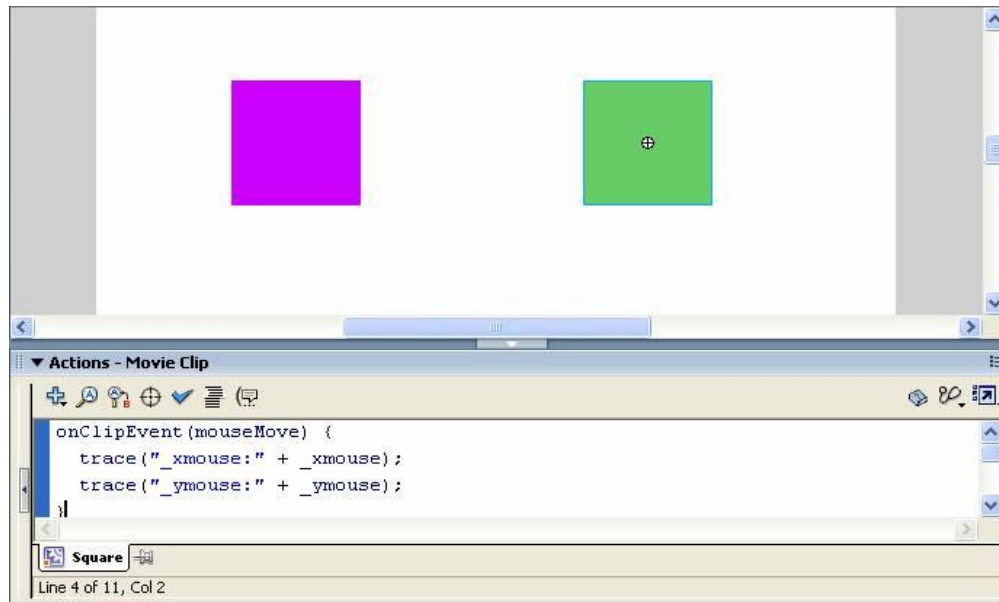 Actions - Movie Clip
onClipEvent(mouseMove) {
trace("_xmouse:" + _xmouse);
trace("_ymouse:" + _ymouse);
}
Square
Line 4 of 11, Col 2